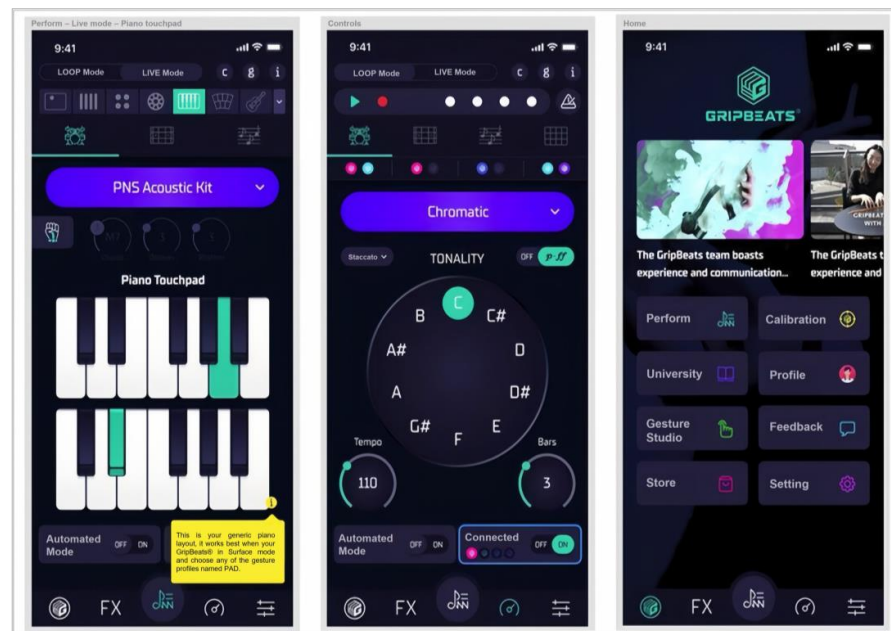 Perform – Live mode – Piano touchpad
9:41
LOOP Mode LIVE Mode c g i
PNS Acoustic Kit
Piano Touchpad
This is your generic piano
layout, it works best when your
GripBeats® in Surface mode
and choose any of the gesture
profiles named PAD.
Automated
Mode
OFF ON
FX
Controls
9:41
LOOP Mode LIVE Mode c g i
Chromatic
Staccato TONALITY OFF p-ff
C
B C#
A# D
A D#
G# E
F
Tempo Bars
110 3
Automated
Mode
OFF ON
Connected
OFF ON
FX
Home
9:41
GRIPBEATS®
The GripBeats team boasts
experience and communication...
GRIPBEAT
WITH
The GripBeats t
experience and
Perform Calibration
University Profile
Gesture
Studio
Feedback
Store Setting
FX